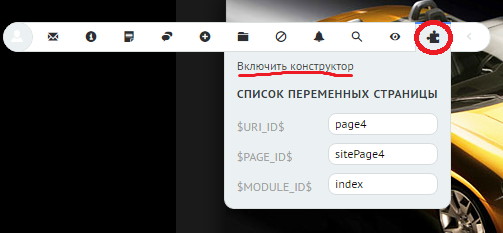 Включить конструктор
СПИСОК ПЕРЕМЕННЫХ СТРАНИЦЫ
$URI_ID$ page4
$PAGE_ID$ sitePage4
$MODULE_ID$ index